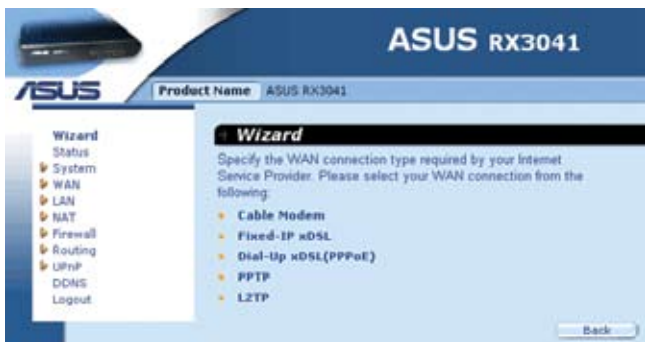 ASUS RX3041
ASUS
Product Name ASUS RX3041
Wizard
Status
System
WAN
LAN
NAT
Firewall
Routing
UPnP
DDNS
Logout
Wizard
Specify the WAN connection type required by your Internet
Service Provider. Please select your WAN connection from the
following:
Cable Modem
Fixed-IP xDSL
Dial-Up xDSL(PPPoE)
PPTP
L2TP
Back